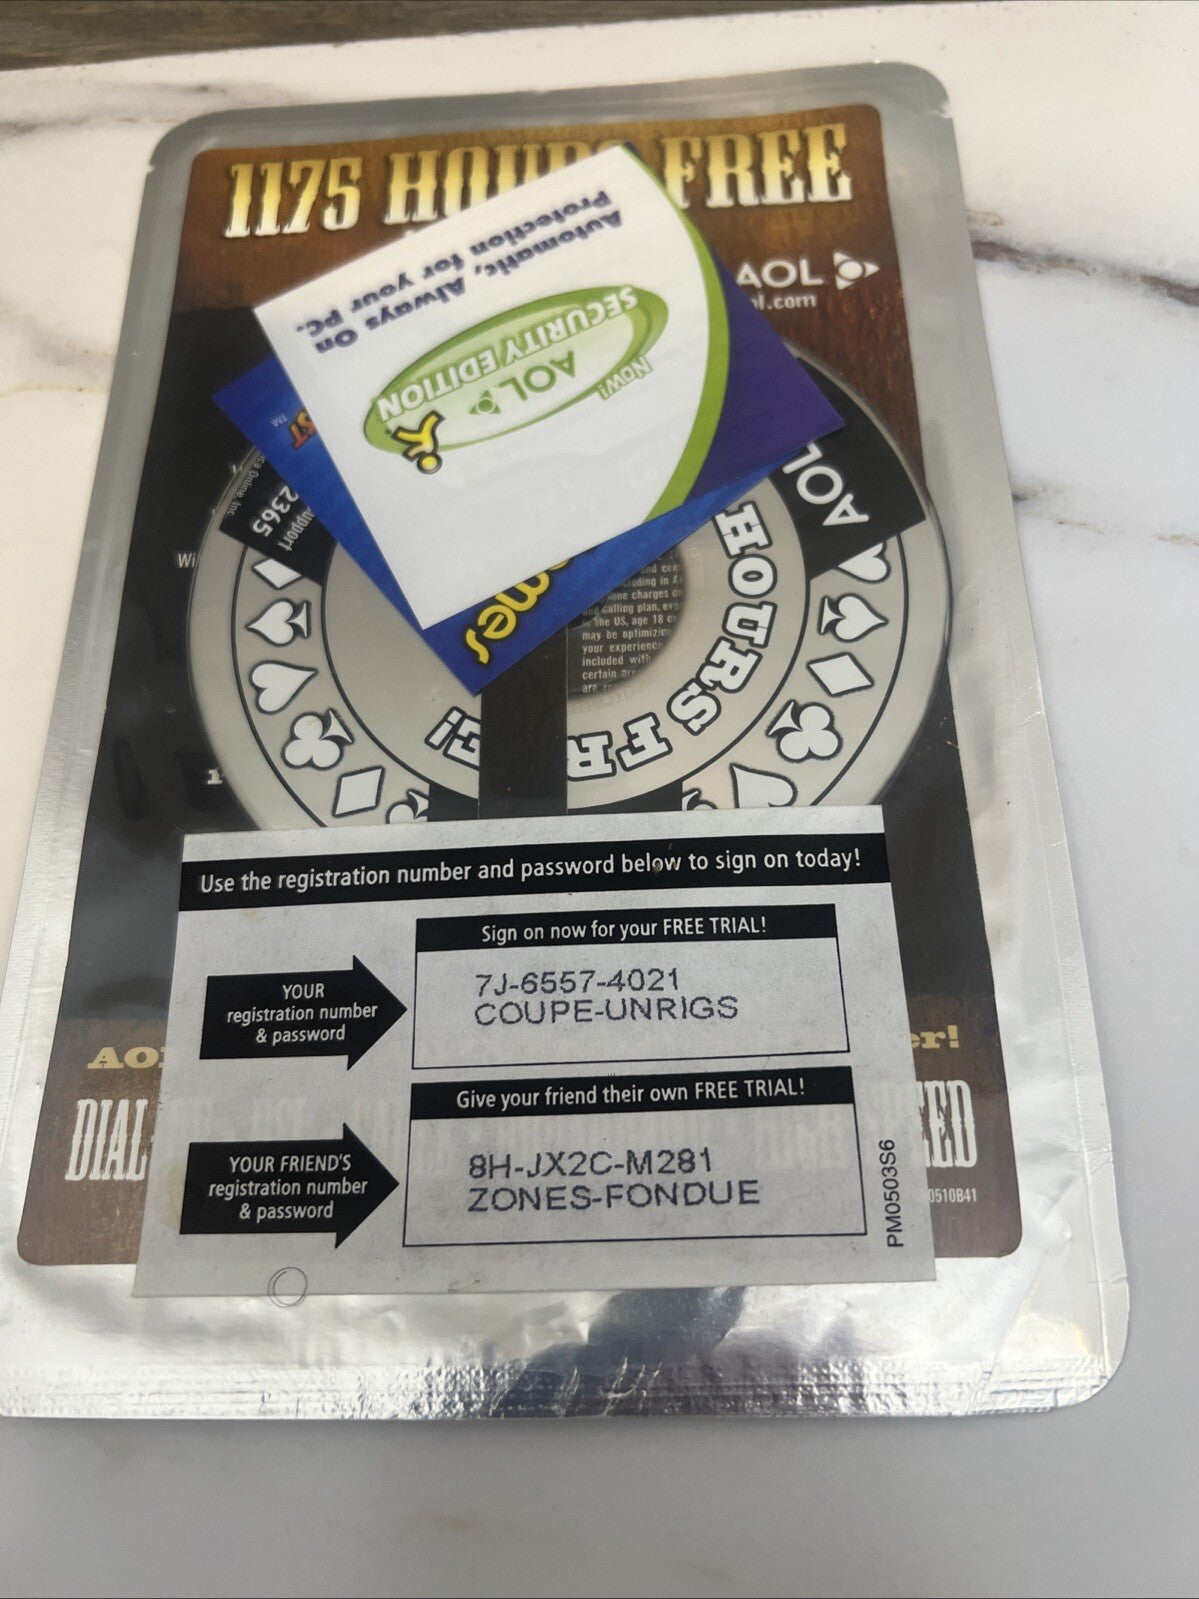 1175 HOURS FREE
AOL
Automatic, Always On
Protection for your PC.
NOW!
AOL
SECURITY EDITION
AOL
support
2365
HOURS FREE!
Use the registration number and password below to sign on today!
Sign on now for your FREE TRIAL!
YOUR
registration number
& password
7J-6557-4021
COUPE-UNRIGS
Give your friend their own FREE TRIAL!
YOUR FRIEND'S
registration number
& password
8H-JX2C-M281
ZONES-FONDUE
PM0503S6
DIAL
0510B41